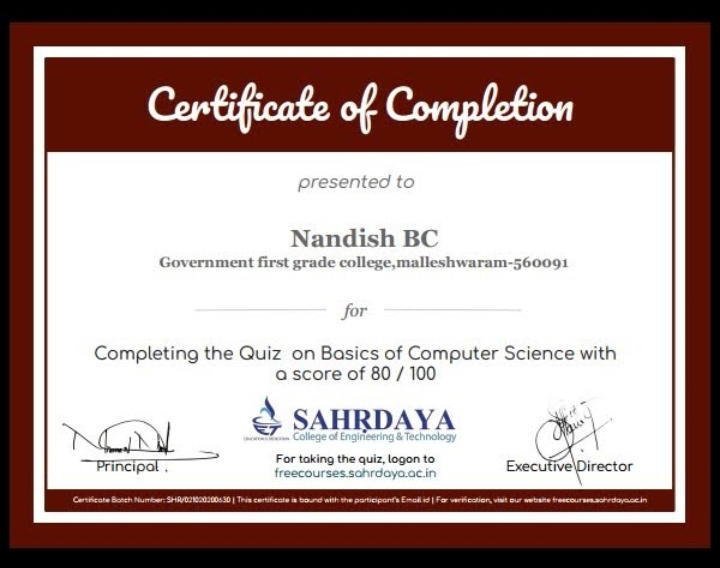 Certificate of Completion
presented to
Nandish BC
Government first grade college,malleshwaram-560091
for
Completing the Quiz on Basics of Computer Science with
a score of 80 / 100
SAHRDAYA
College of Engineering & Technology
For taking the quiz, logon to
freecourses.sahrdaya.ac.in
Principal .
Executive Director
Certificate Batch Number: SHR/021020200630 | This certificate is bound with the participant's Email id | For verification, visit our website freecourses.sahrdaya.ac.in